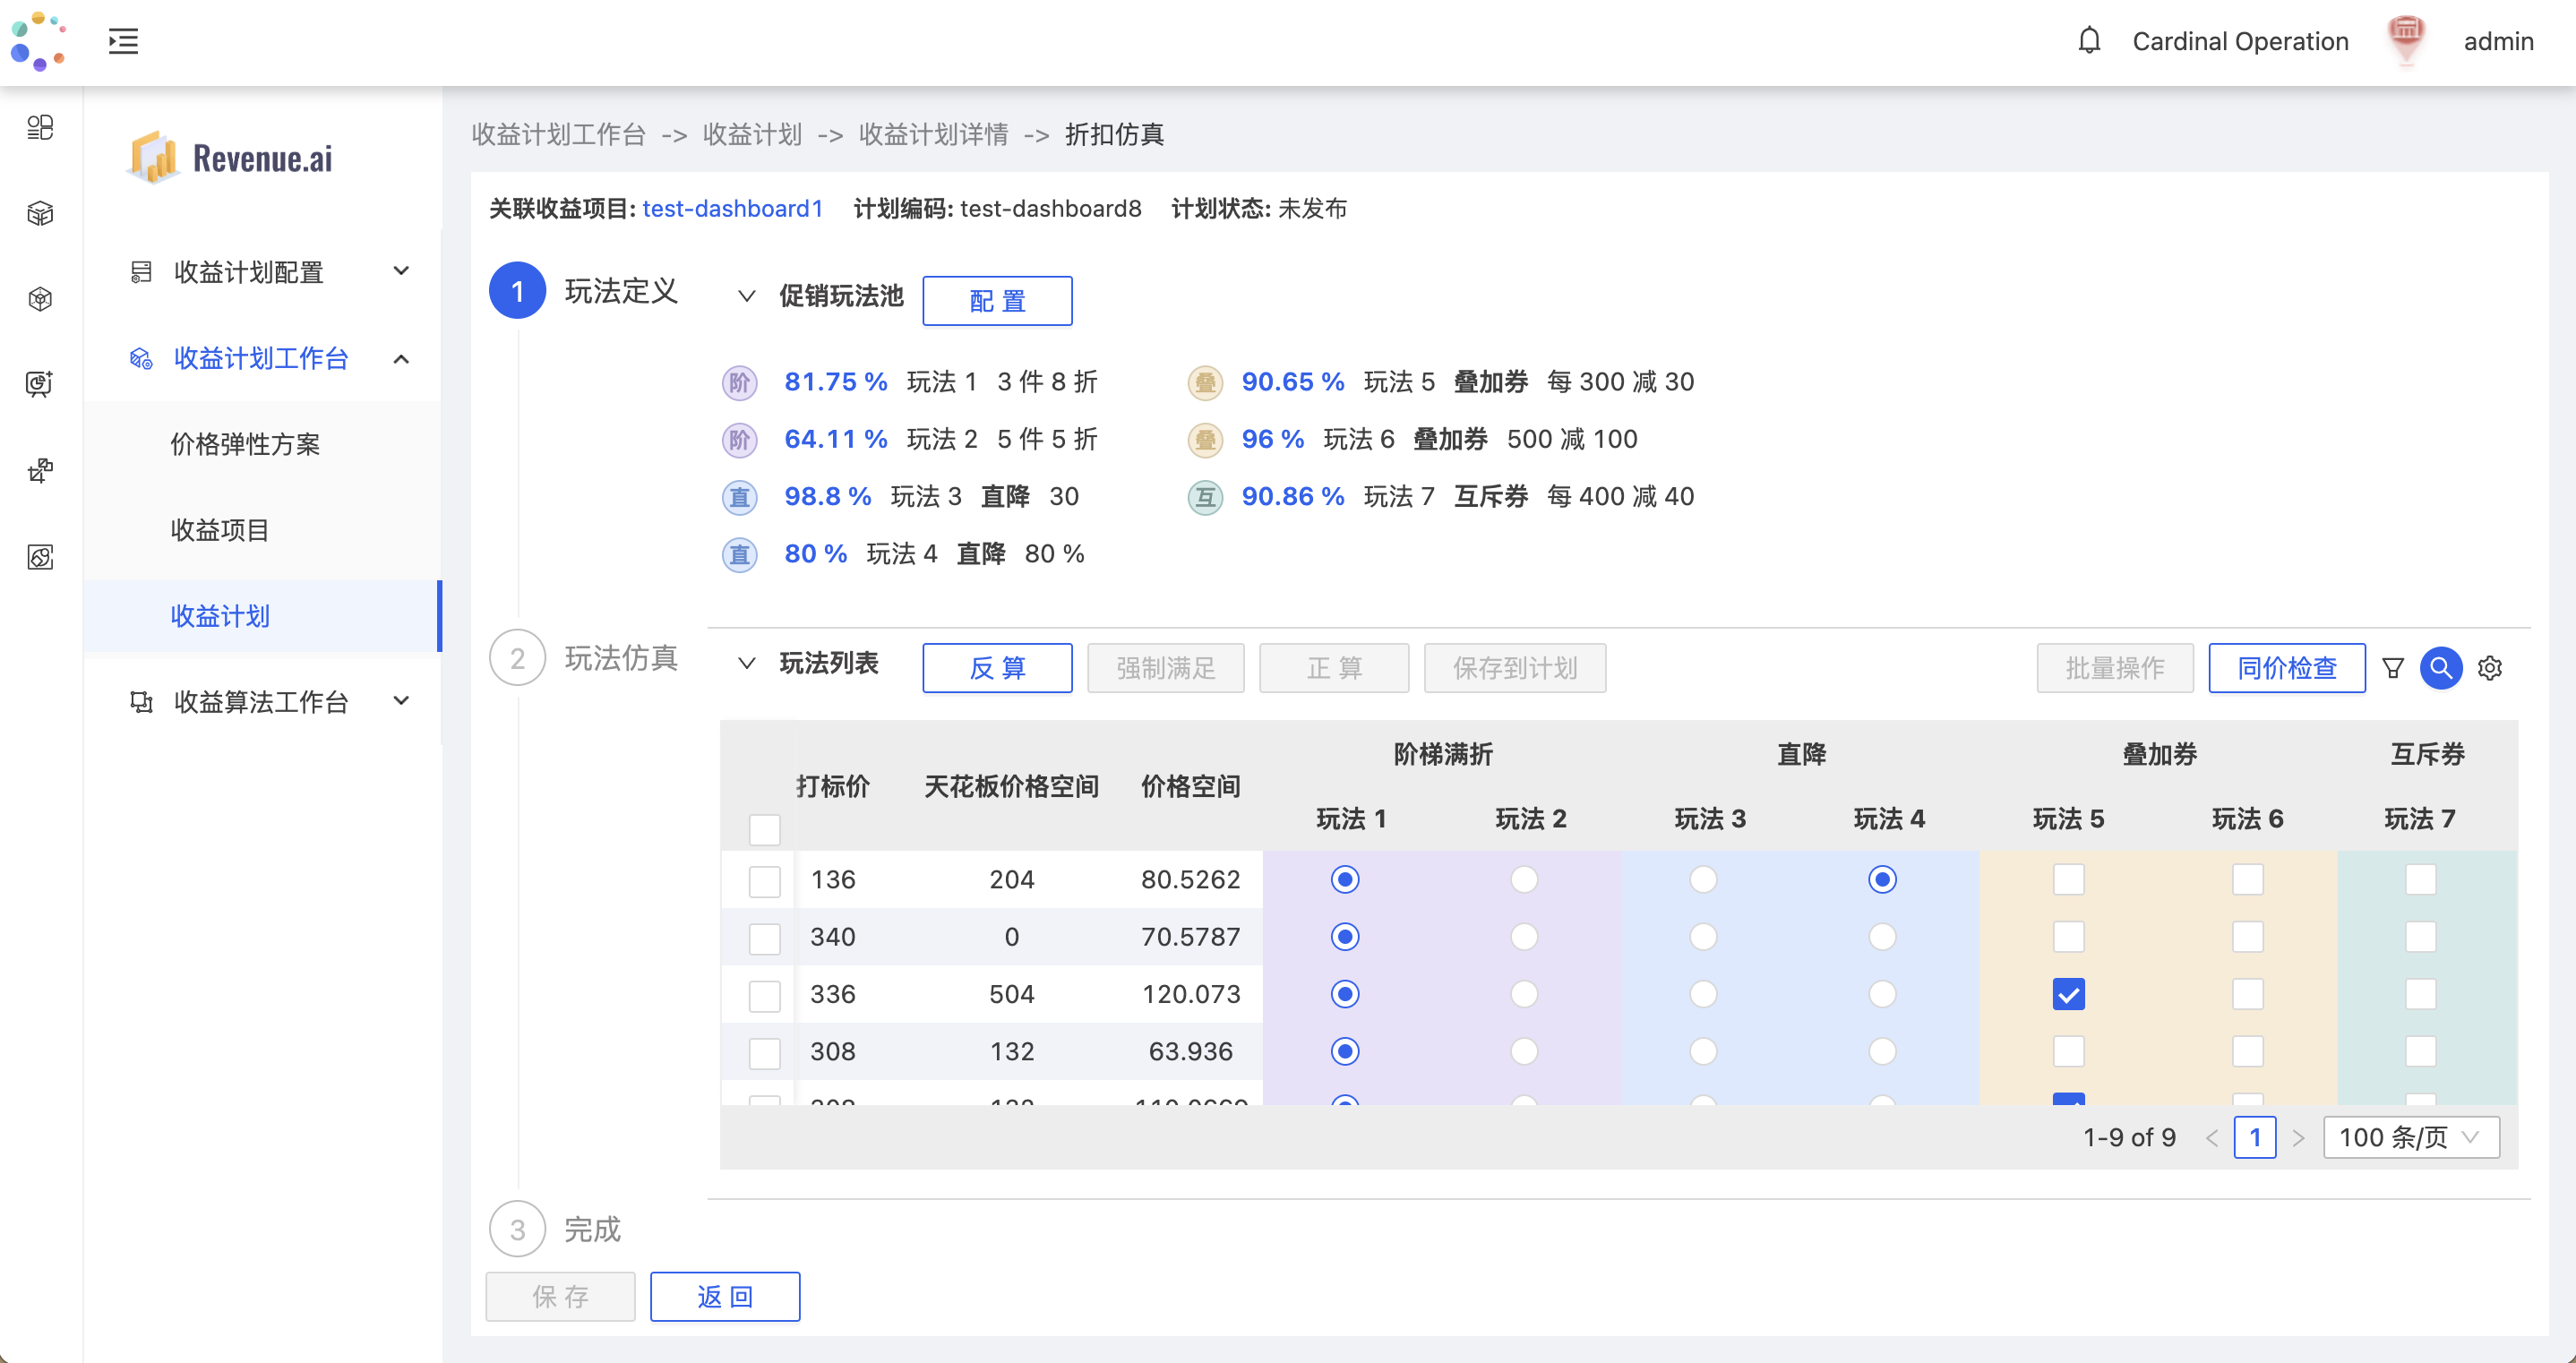 Cardinal Operation admin
Revenue.ai
收益计划配置
收益计划工作台
价格弹性方案
收益项目
收益计划
收益算法工作台
收益计划工作台 -> 收益计划 -> 收益计划详情 -> 折扣仿真
关联收益项目: test-dashboard1 计划编码: test-dashboard8 计划状态: 未发布
1 玩法定义 促销玩法池 配 置
阶 81.75 % 玩法 1 3 件 8 折 叠 90.65 % 玩法 5 叠加券 每 300 减 30
阶 64.11 % 玩法 2 5 件 5 折 叠 96 % 玩法 6 叠加券 500 减 100
直 98.8 % 玩法 3 直降 30 互 90.86 % 玩法 7 互斥券 每 400 减 40
直 80 % 玩法 4 直降 80 %
2 玩法仿真 玩法列表 反 算 强制满足 正 算 保存到计划 批量操作 同价检查
阶梯满折 直降 叠加券 互斥券
打标价 天花板价格空间 价格空间
玩法 1 玩法 2 玩法 3 玩法 4 玩法 5 玩法 6 玩法 7
136 204 80.5262
340 0 70.5787
336 504 120.073
308 132 63.936
1-9 of 9 < 1 > 100 条/页
3 完成
保 存 返 回